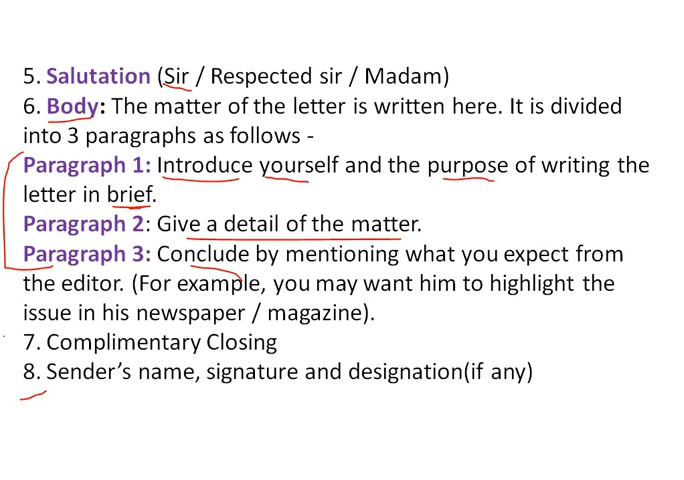 5. Salutation (Sir / Respected sir / Madam)
6. Body: The matter of the letter is written here. It is divided
into 3 paragraphs as follows -
Paragraph 1: Introduce yourself and the purpose of writing the
letter in brief.
Paragraph 2: Give a detail of the matter.
Paragraph 3: Conclude by mentioning what you expect from
the editor. (For example, you may want him to highlight the
issue in his newspaper / magazine).
7. Complimentary Closing
8. Sender’s name, signature and designation(if any)